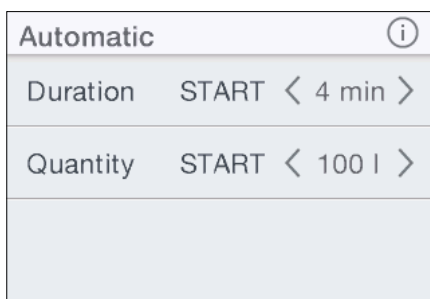 Automatic
Duration START < 4 min >
Quantity START < 100 l >